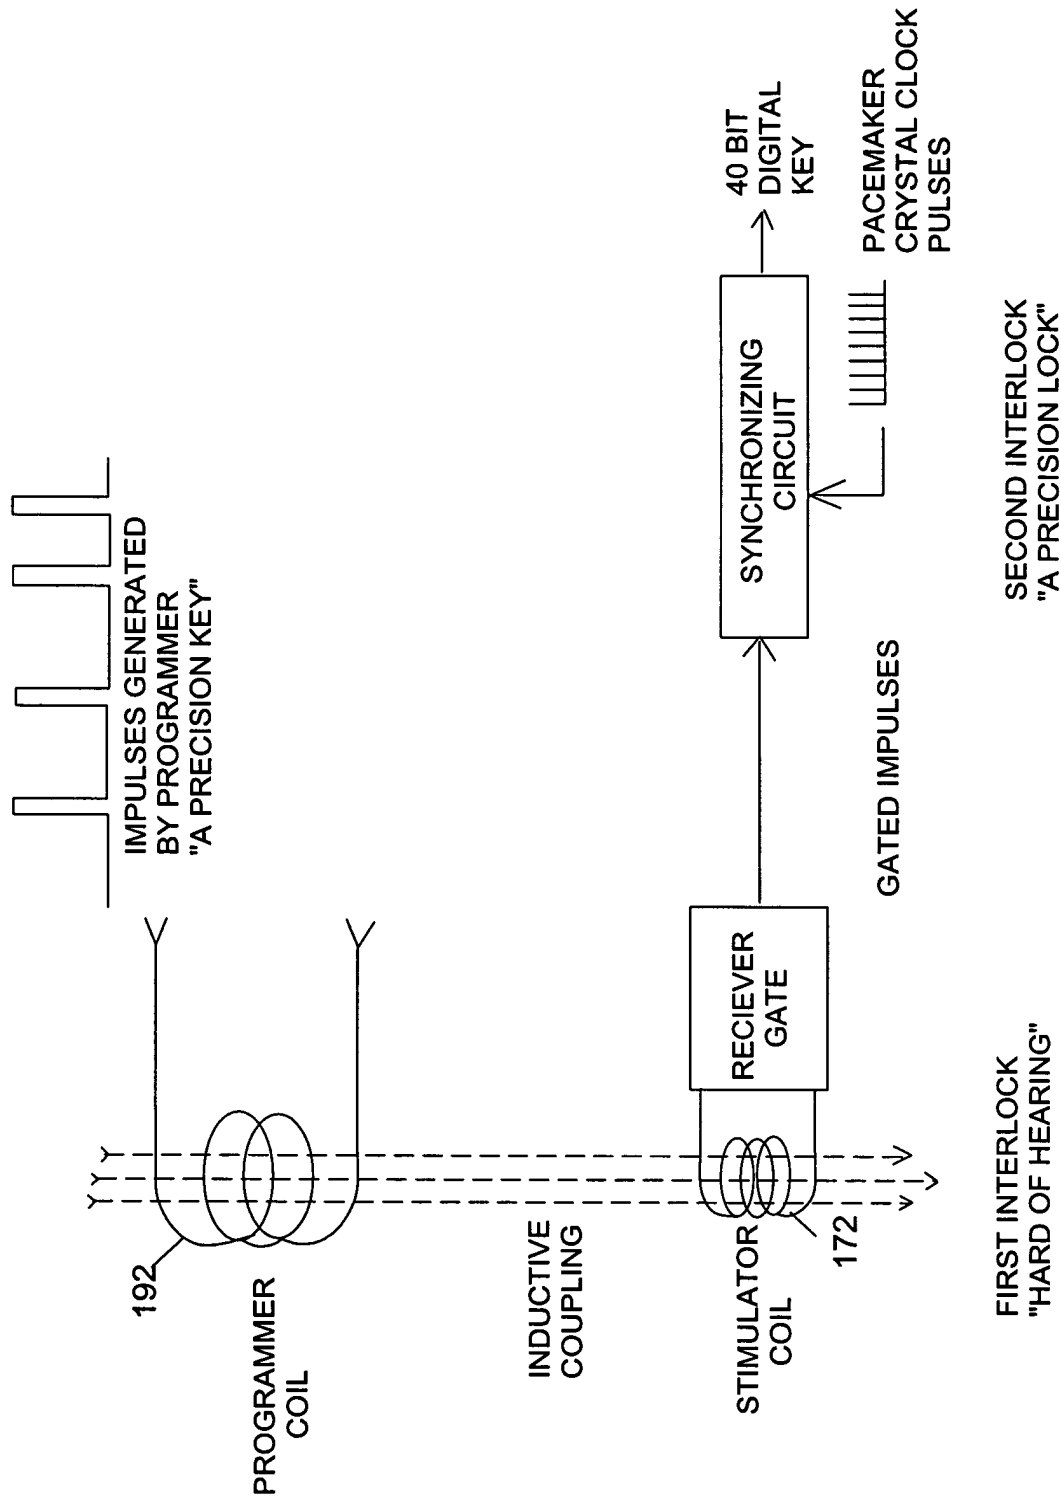 IMPULSES GENERATED
BY PROGRAMMER
"A PRECISION KEY"
192
PROGRAMMER
COIL
INDUCTIVE
COUPLING
STIMULATOR
COIL
172
RECIEVER
GATE
GATED IMPULSES
SYNCHRONIZING
CIRCUIT
40 BIT
DIGITAL
KEY
PACEMAKER
CRYSTAL CLOCK
PULSES
FIRST INTERLOCK
"HARD OF HEARING"
SECOND INTERLOCK
"A PRECISION LOCK"